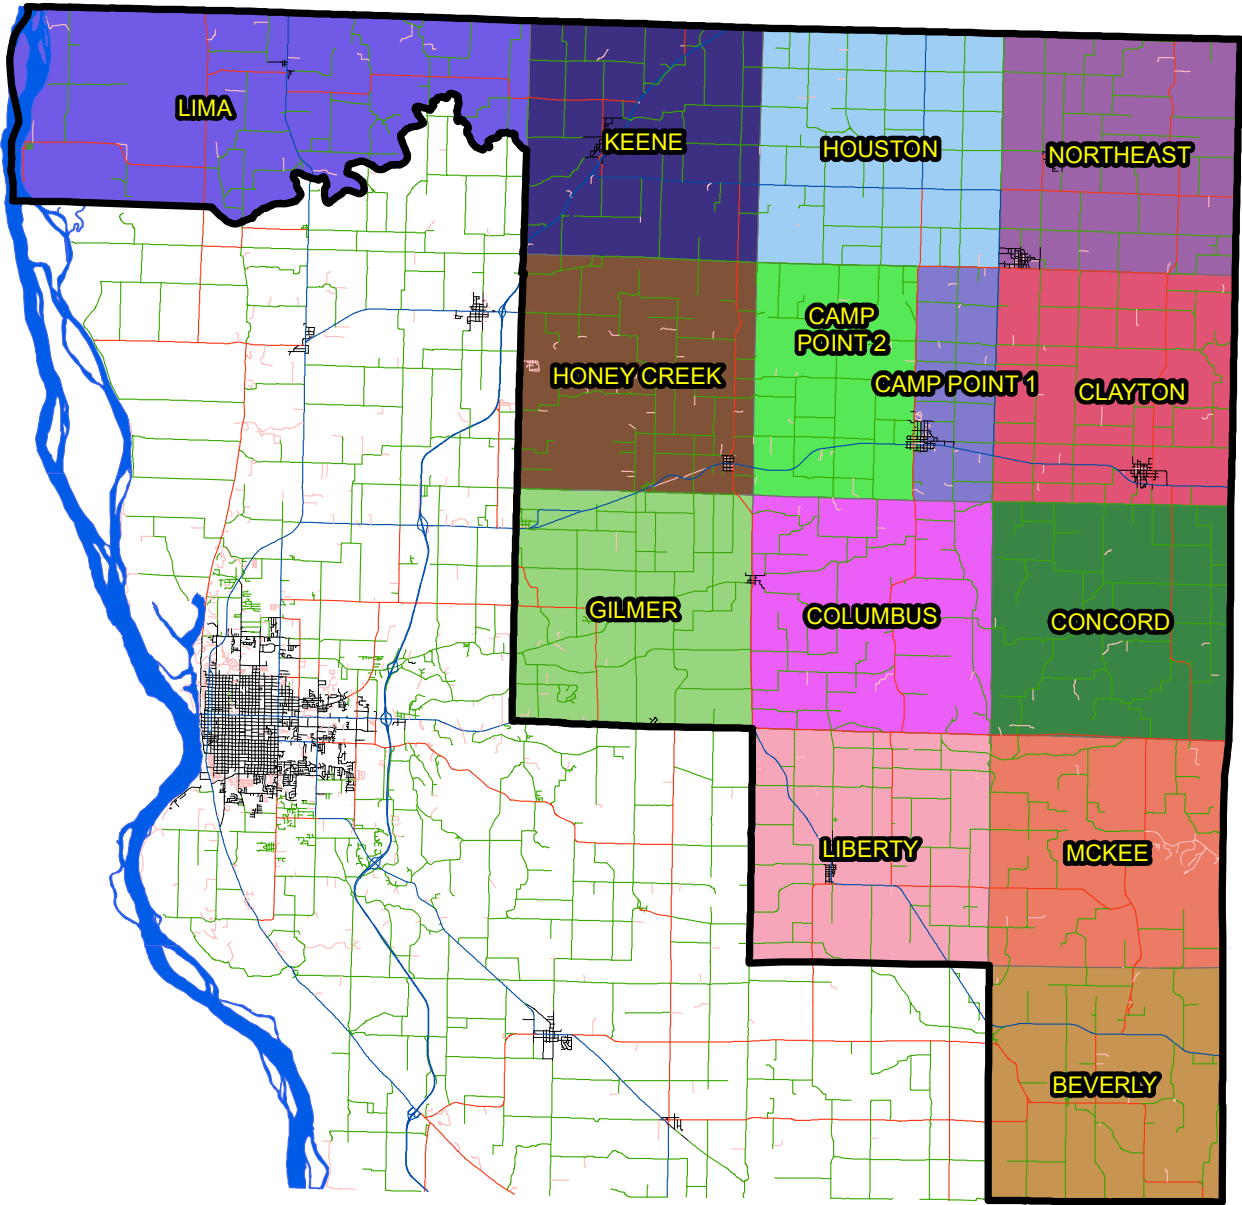 LIMA
KEENE
HOUSTON
NORTHEAST
CAMP
POINT 2
HONEY CREEK
CAMP POINT 1
CLAYTON
GILMER
COLUMBUS
CONCORD
LIBERTY
MCKEE
BEVERLY